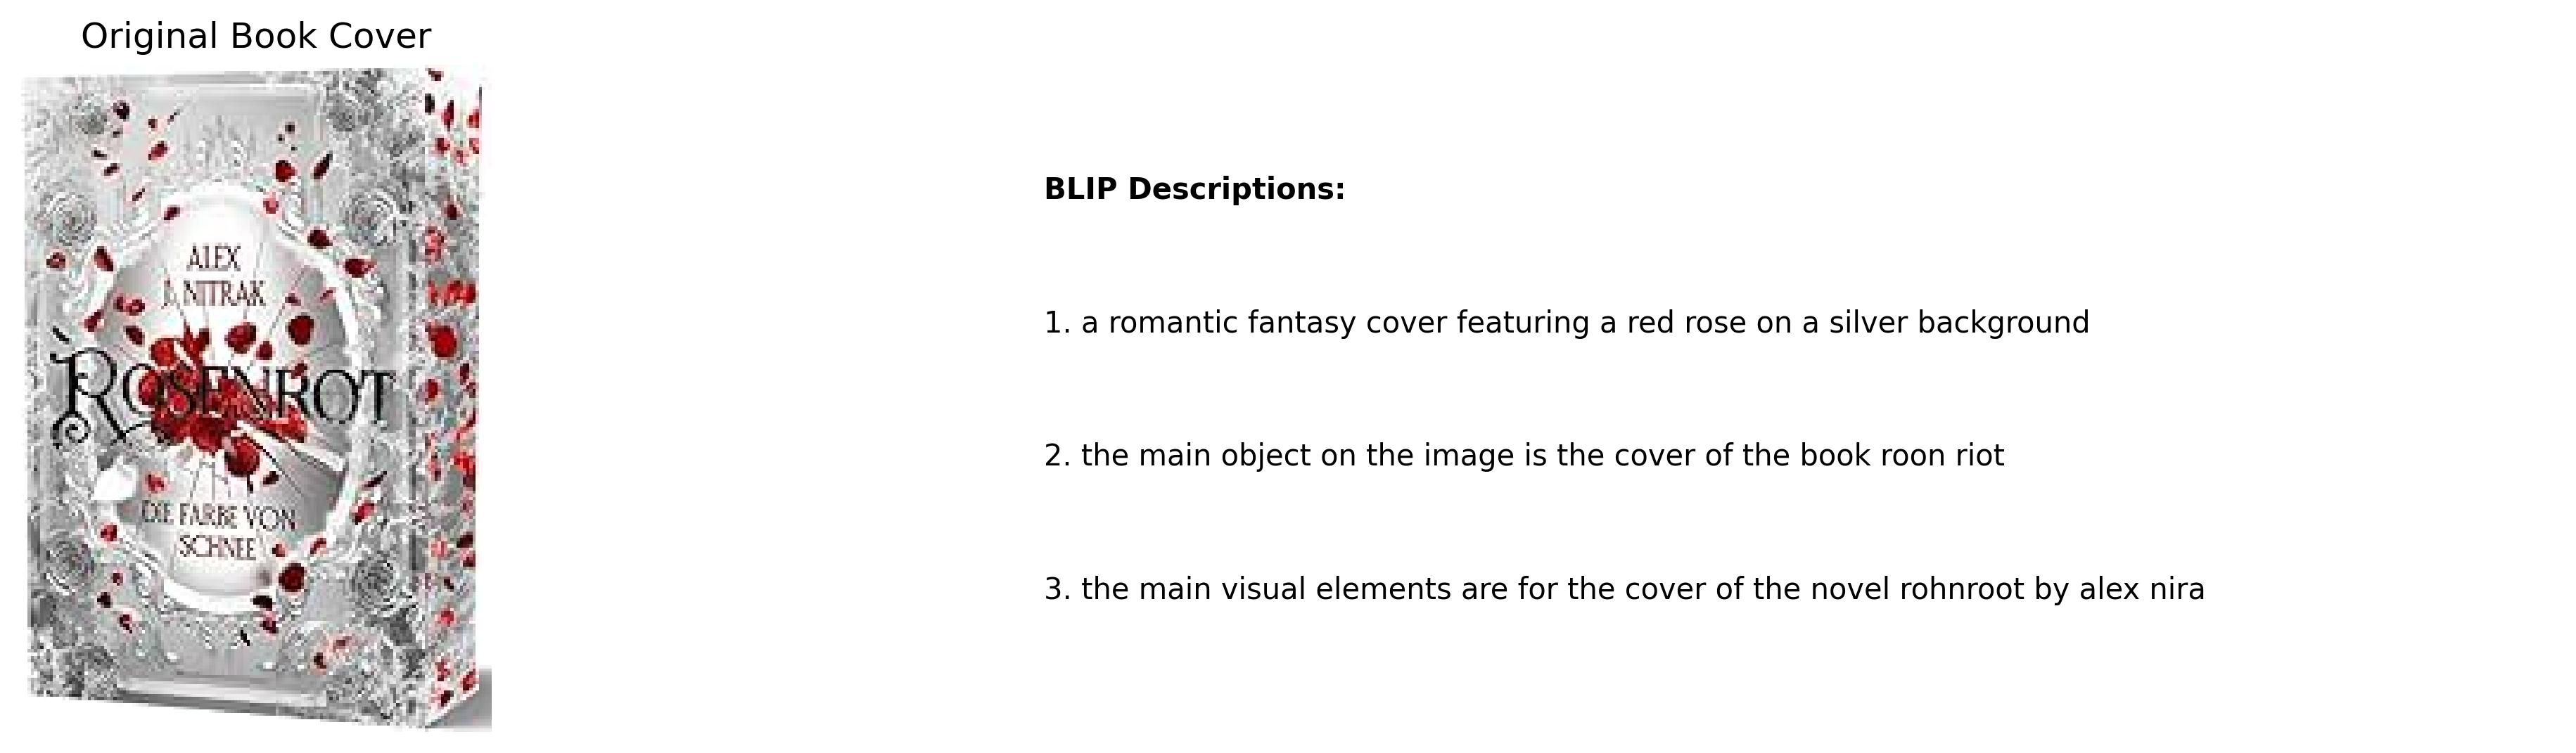 Original Book Cover
ALEX
J. NITRAK
ROSENROT
DIE FARBE VON
SCHNEE
BLIP Descriptions:
1. a romantic fantasy cover featuring a red rose on a silver background
2. the main object on the image is the cover of the book roon riot
3. the main visual elements are for the cover of the novel rohnroot by alex nira